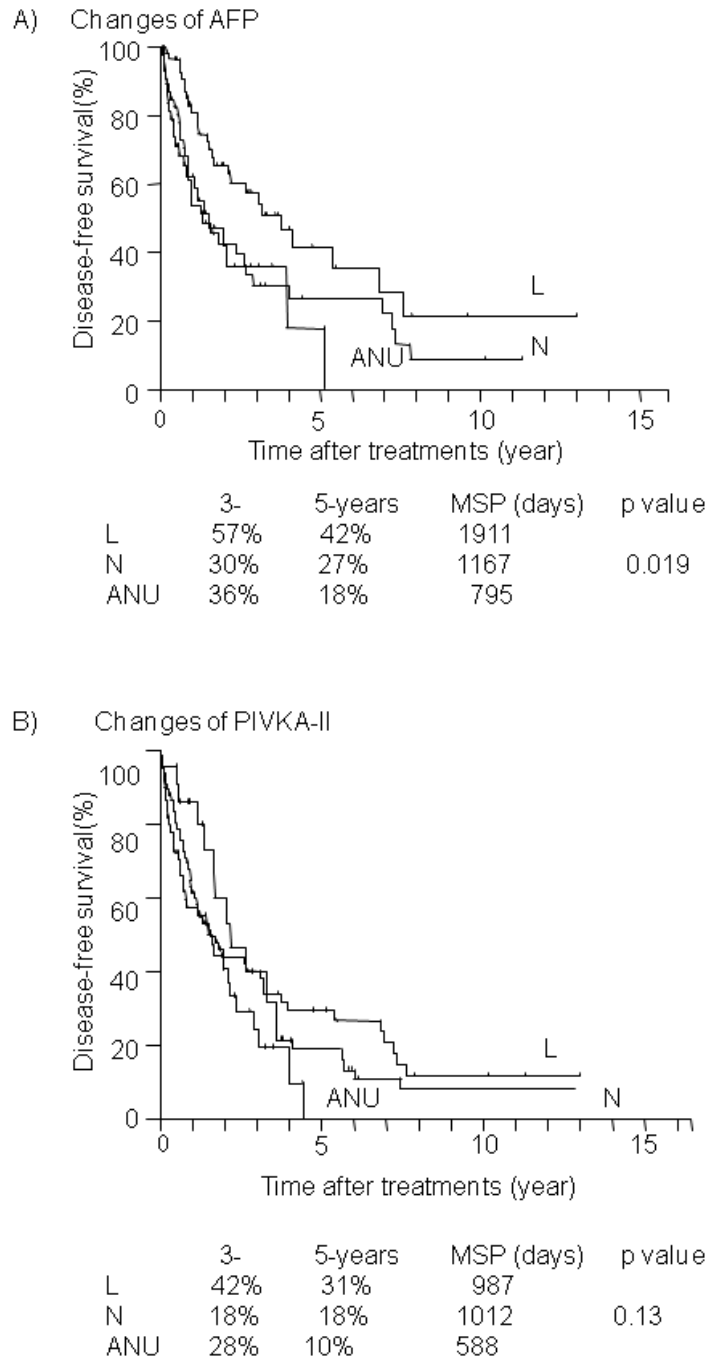 A) Changes of AFP
100
80
60
40
20
0
Disease-free survival(%)
L
N
ANU
0 5 10 15
Time after treatments (year)
3- 5-years MSP (days) p value
L 57% 42% 1911
N 30% 27% 1167 0.019
ANU 36% 18% 795
B) Changes of PIVKA-II
100
80
60
40
20
0
Disease-free survival(%)
L
ANU N
0 5 10 15
Time after treatments (year)
3- 5-years MSP (days) p value
L 42% 31% 987
N 18% 18% 1012 0.13
ANU 28% 10% 588